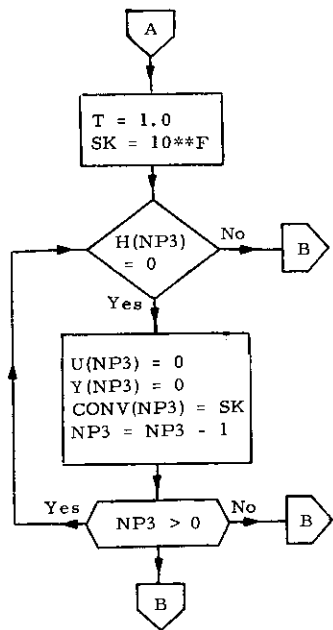 A
T = 1.0
SK = 10**F
H(NP3)
= 0
No
B
Yes
U(NP3) = 0
Y(NP3) = 0
CONV(NP3) = SK
NP3 = NP3 - 1
Yes
NP3 > 0
No
B
B